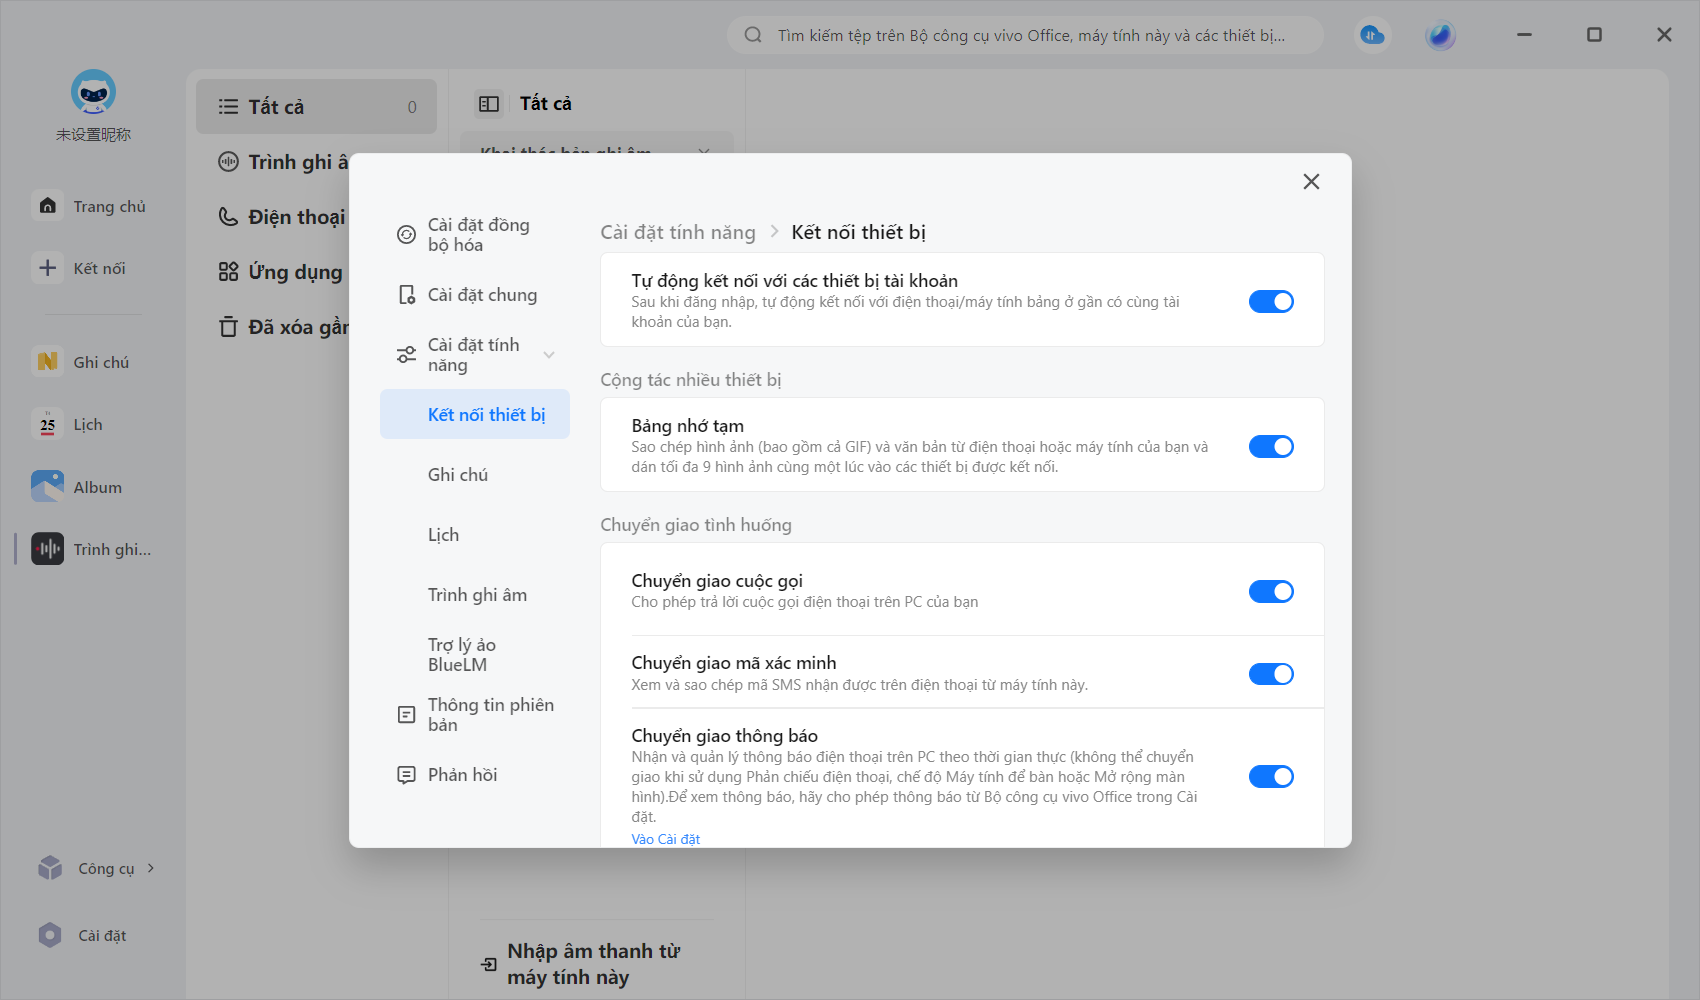 Tìm kiếm tệp trên Bộ công cụ vivo Office, máy tính này và các thiết bị...
未设置昵称
Trang chủ
Kết nối
Ghi chú
25
Lịch
Album
Trình ghi...
Công cụ
Cài đặt
Tất cả
0
Trình ghi â
Điện thoại
Ứng dụng
Đã xóa gần
Tất cả
Khai thác bản ghi âm
Nhập âm thanh từ
máy tính này
Cài đặt đồng
bộ hóa
Cài đặt chung
Cài đặt tính
năng
Kết nối thiết bị
Ghi chú
Lịch
Trình ghi âm
Trợ lý ảo
BlueLM
Thông tin phiên
bản
Phản hồi
Cài đặt tính năng > Kết nối thiết bị
Tự động kết nối với các thiết bị tài khoản
Sau khi đăng nhập, tự động kết nối với điện thoại/máy tính bảng ở gần có cùng tài
khoản của bạn.
Cộng tác nhiều thiết bị
Bảng nhớ tạm
Sao chép hình ảnh (bao gồm cả GIF) và văn bản từ điện thoại hoặc máy tính của bạn và
dán tối đa 9 hình ảnh cùng một lúc vào các thiết bị được kết nối.
Chuyển giao tình huống
Chuyển giao cuộc gọi
Cho phép trả lời cuộc gọi điện thoại trên PC của bạn
Chuyển giao mã xác minh
Xem và sao chép mã SMS nhận được trên điện thoại từ máy tính này.
Chuyển giao thông báo
Nhận và quản lý thông báo điện thoại trên PC theo thời gian thực (không thể chuyển
giao khi sử dụng Phản chiếu điện thoại, chế độ Máy tính để bàn hoặc Mở rộng màn
hình).Để xem thông báo, hãy cho phép thông báo từ Bộ công cụ vivo Office trong Cài
đặt.
Vào Cài đặt